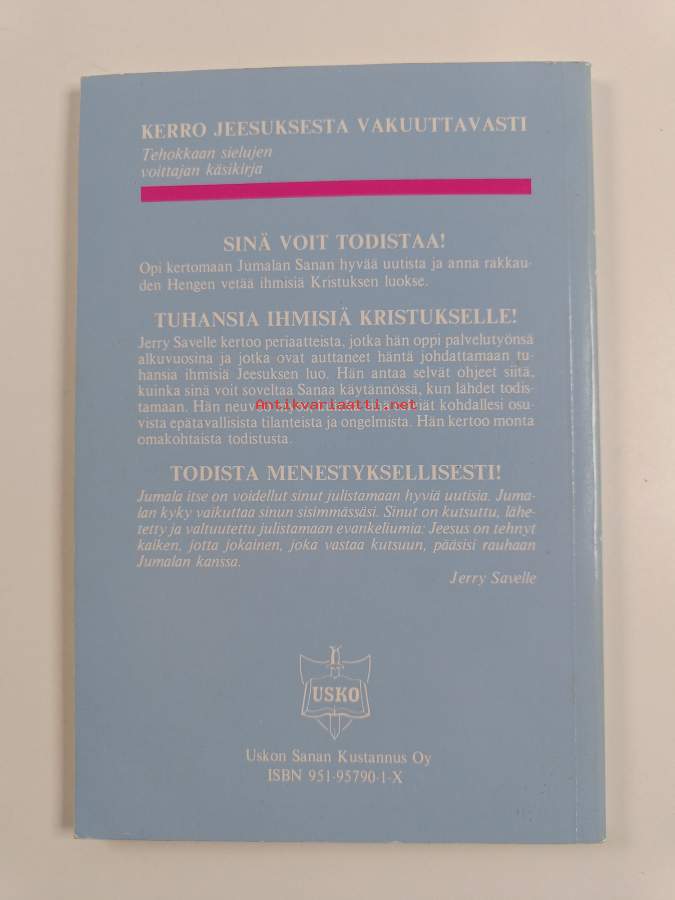 KERRO JEESUKSESTA VAKUUTTAVASTI
Tehokkaan sielujen
voittajan käsikirja
SINÄ VOIT TODISTAA!
Opi kertomaan Jumalan Sanan hyvää uutista ja anna rakkau-
den Hengen vetää ihmisiä Kristuksen luokse.
TUHANSIA IHMISIÄ KRISTUKSELLE!
Jerry Savelle kertoo periaatteista, jotka hän oppi palvelutyönsä
alkuvuosina ja jotka ovat auttaneet häntä johdattamaan tu-
hansia ihmisiä Jeesuksen luo. Hän antaa selvät ohjeet siitä,
kuinka sinä voit soveltaa Sanaa käytännössä, kun lähdet todis-
tamaan. Hän neuvoo kohdallesi osu-
Antikvariaatti.net
vista epätavallisista tilanteista ja ongelmista. Hän kertoo monta
omakohtaista todistusta.
TODISTA MENESTYKSELLISESTI!
Jumala itse on voidellut sinut julistamaan hyviä uutisia. Juma-
lan kyky vaikuttaa sinun sisimmässäsi. Sinut on kutsuttu, lähe-
tetty ja valtuutettu julistamaan evankeliumia: Jeesus on tehnyt
kaiken, jotta jokainen, joka vastaa kutsuun, pääsisi rauhaan
Jumalan kanssa.
Jerry Savelle
USKO
Uskon Sanan Kustannus Oy
ISBN 951-95790-1-X